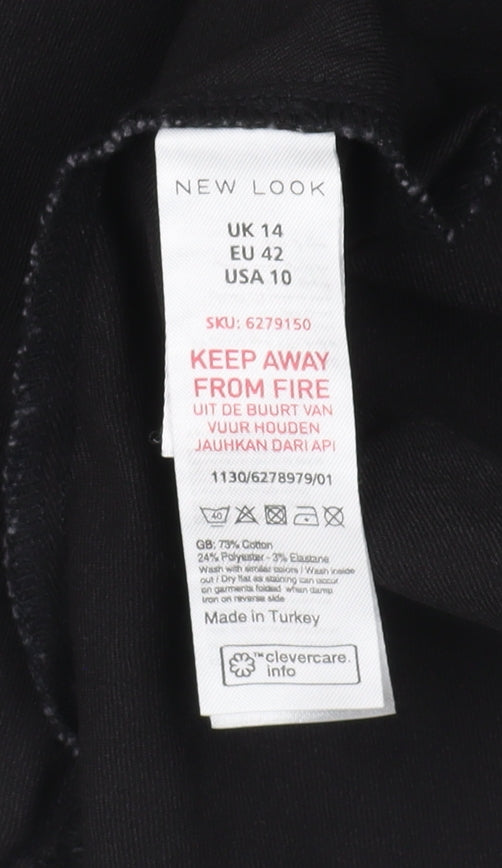 NEW LOOK
UK 14
EU 42
USA 10
SKU: 6279150
KEEP AWAY
FROM FIRE
UIT DE BUURT VAN
VUUR HOUDEN
JAUHKAN DARI API
1130/6278979/01
40
GB: 73% Cotton
24% Polyester - 3% Elastane
Wash with similar colors / Wash inside
out / Dry flat as staining can occur
on garments folded when damp
Iron on reverse side
Made in Turkey
™clevercare.
info